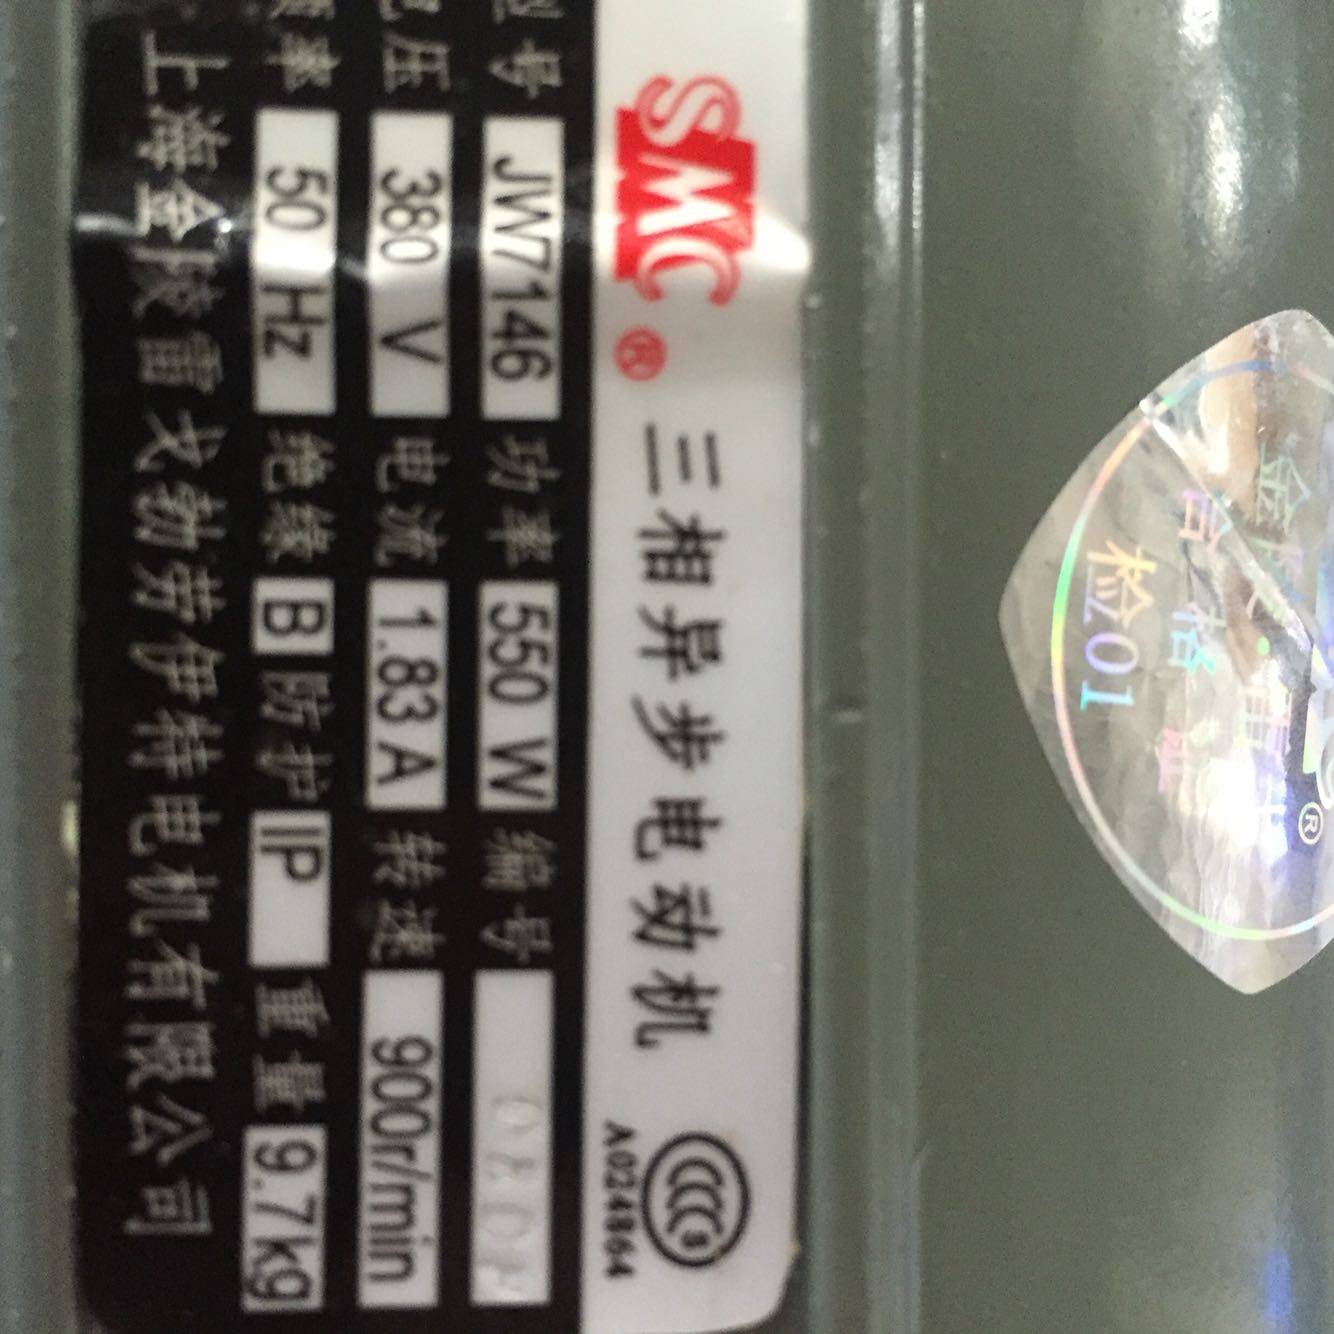 SMC® 三相异步电动机
A024864
型号 JW7146 功率 550 W 编号
电压 380 V 电流 1.83 A 转速 900r/min
频率 50 Hz 绝缘 B 防护 IP 重量 9.7kg
上海金陵雷戈勃劳伊特电机有限公司
合格证
检01
®